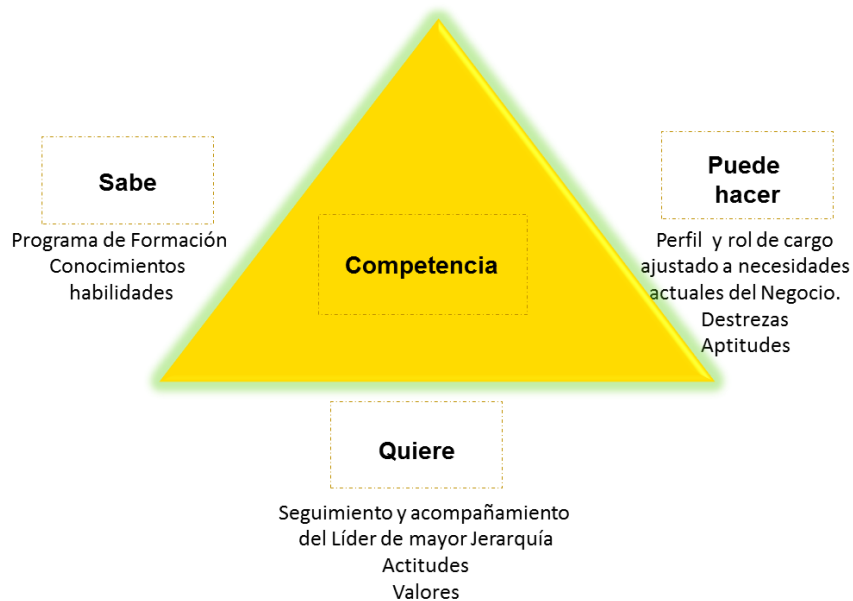 Sabe
Programa de Formación
Conocimientos
habilidades
Competencia
Puede
hacer
Perfil y rol de cargo
ajustado a necesidades
actuales del Negocio.
Destrezas
Aptitudes
Quiere
Seguimiento y acompañamiento
del Líder de mayor Jerarquía
Actitudes
Valores